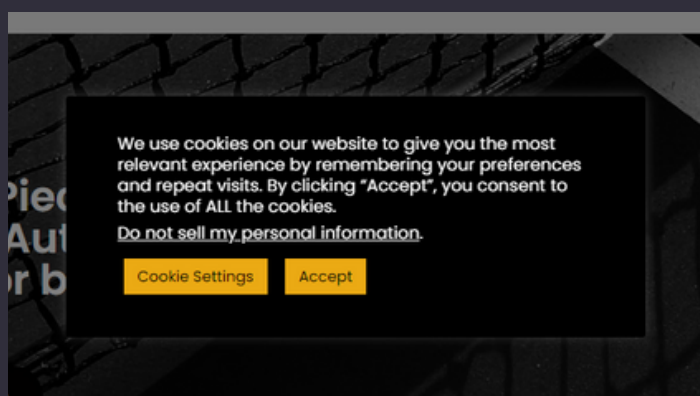 We use cookies on our website to give you the most
relevant experience by remembering your preferences
and repeat visits. By clicking “Accept”, you consent to
the use of ALL the cookies.
Do not sell my personal information.
Cookie Settings Accept